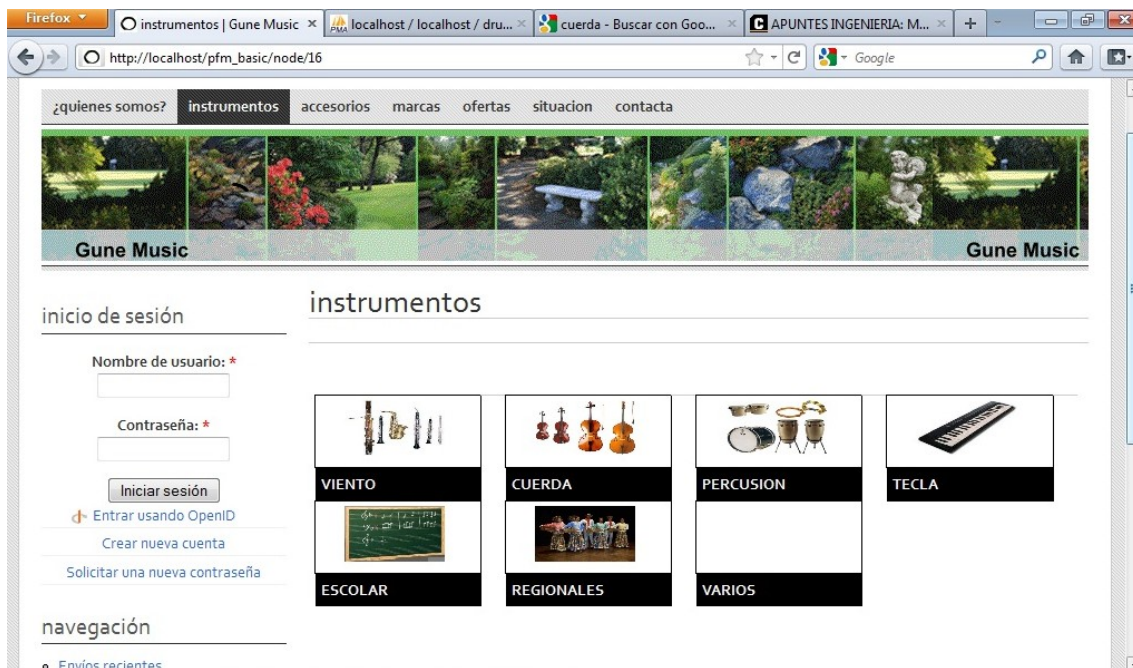 Firefox
instrumentos | Gune Music
localhost / localhost / dru...
cuerda - Buscar con Goo...
APUNTES INGENIERIA: M...
http://localhost/pfm_basic/node/16
Google
¿quienes somos? instrumentos accesorios marcas ofertas situacion contacta
Gune Music Gune Music
inicio de sesión
Nombre de usuario: *
Contraseña: *
Iniciar sesión
Entrar usando OpenID
Crear nueva cuenta
Solicitar una nueva contraseña
navegación
Envíos recientes
instrumentos
VIENTO CUERDA PERCUSION TECLA
ESCOLAR REGIONALES VARIOS